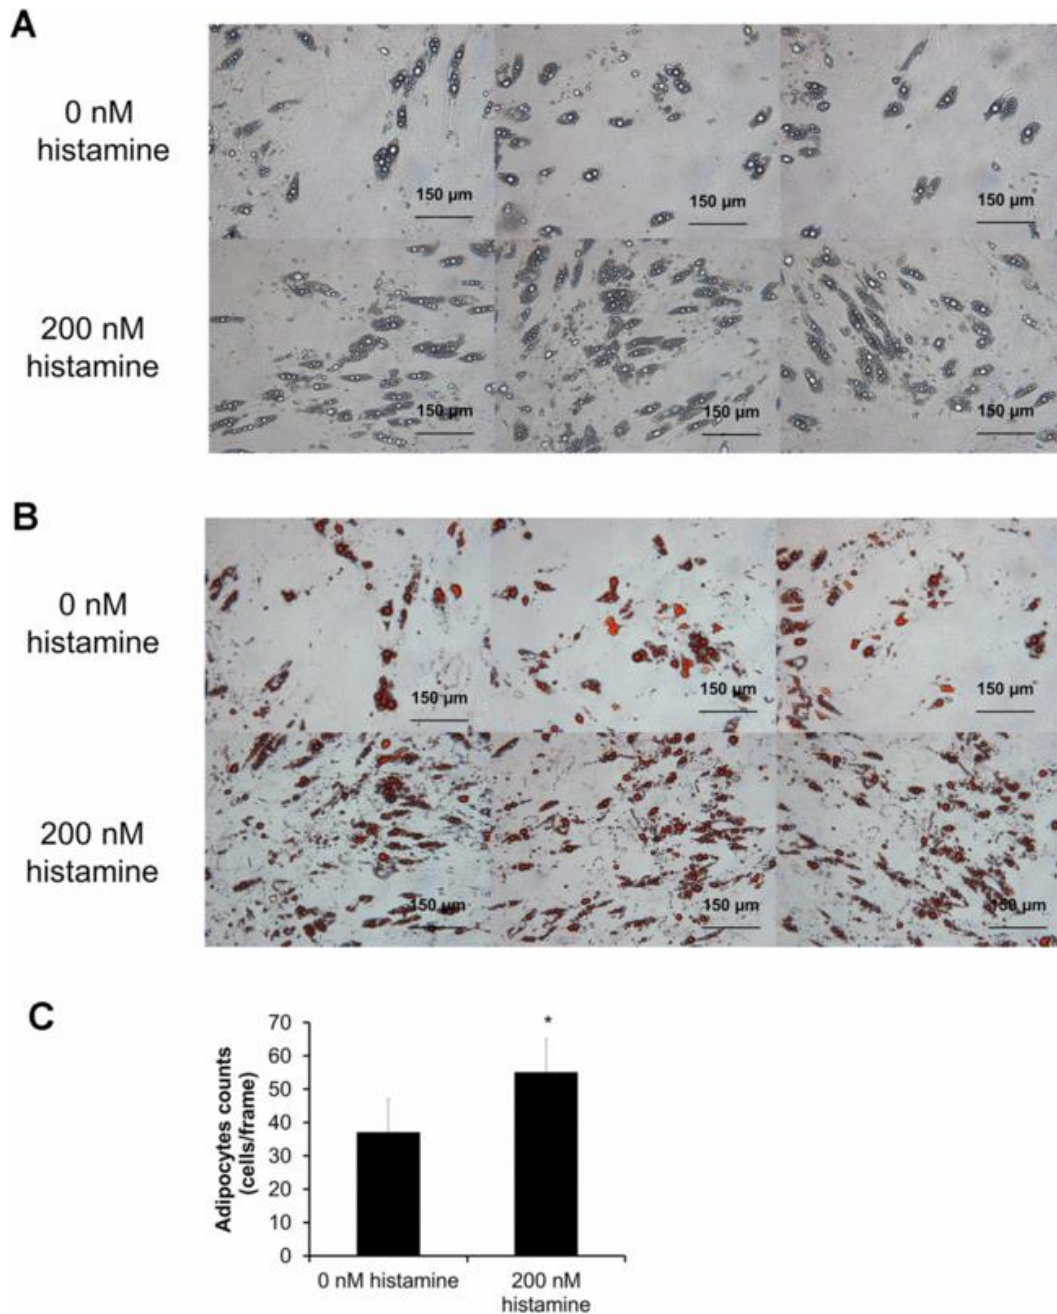 A
0 nM
histamine
150 µm
150 µm
150 µm
200 nM
histamine
150 µm
150 µm
150 µm
B
0 nM
histamine
150 µm
150 µm
150 µm
200 nM
histamine
150 µm
150 µm
150 µm
C
Adipocytes counts
(cells/frame)
70
60
50
40
30
20
10
0
*
0 nM histamine
200 nM
histamine